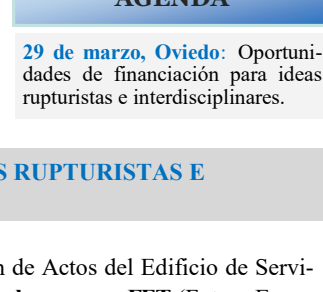 AGENDA
29 de marzo, Oviedo: Oportuni-
dades de financiación para ideas
rupturistas e interdisciplinares.
S RUPTURISTAS E
n de Actos del Edificio de Servi-
FET